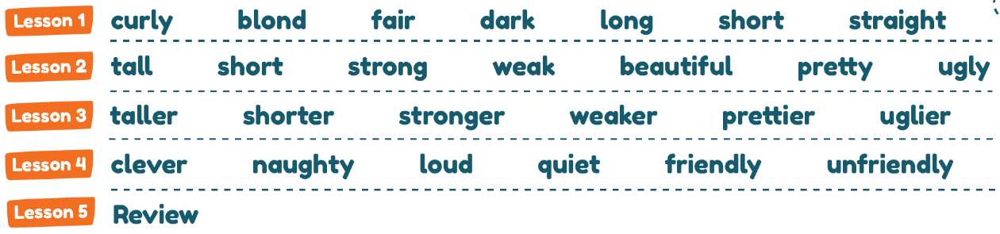 Lesson 1 curly blond fair dark long short straight
Lesson 2 tall short strong weak beautiful pretty ugly
Lesson 3 taller shorter stronger weaker prettier uglier
Lesson 4 clever naughty loud quiet friendly unfriendly
Lesson 5 Review